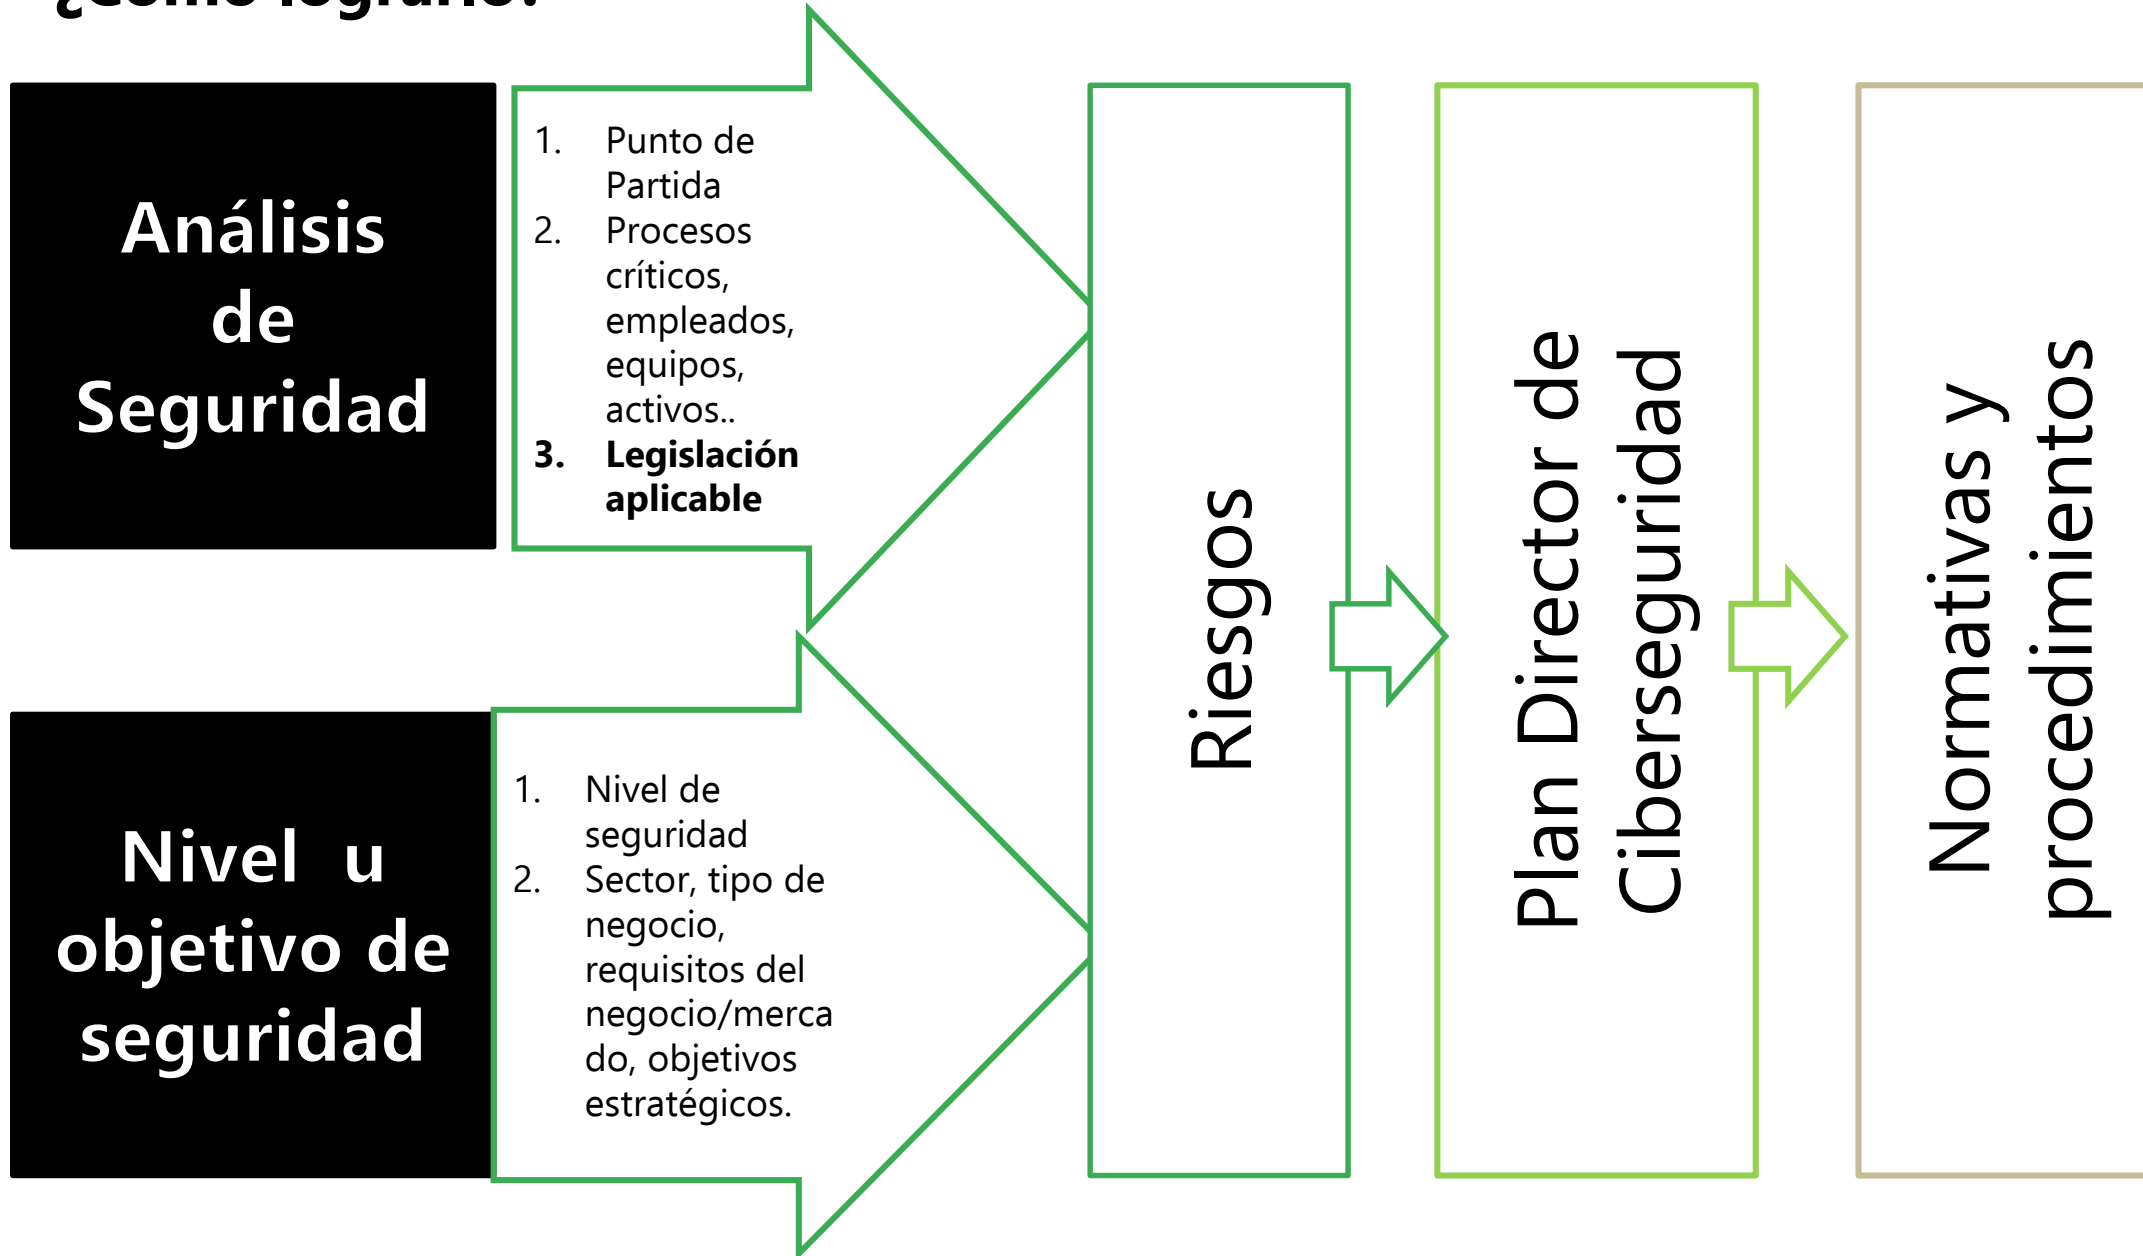 ¿Cómo lograrlo?
Análisis
de
Seguridad
1. Punto de
Partida
2. Procesos
críticos,
empleados,
equipos,
activos..
3. Legislación
aplicable
Nivel u
objetivo de
seguridad
1. Nivel de
seguridad
2. Sector, tipo de
negocio,
requisitos del
negocio/merca
do, objetivos
estratégicos.
Riesgos
Plan Director de
Ciberseguridad
Normativas y
procedimientos